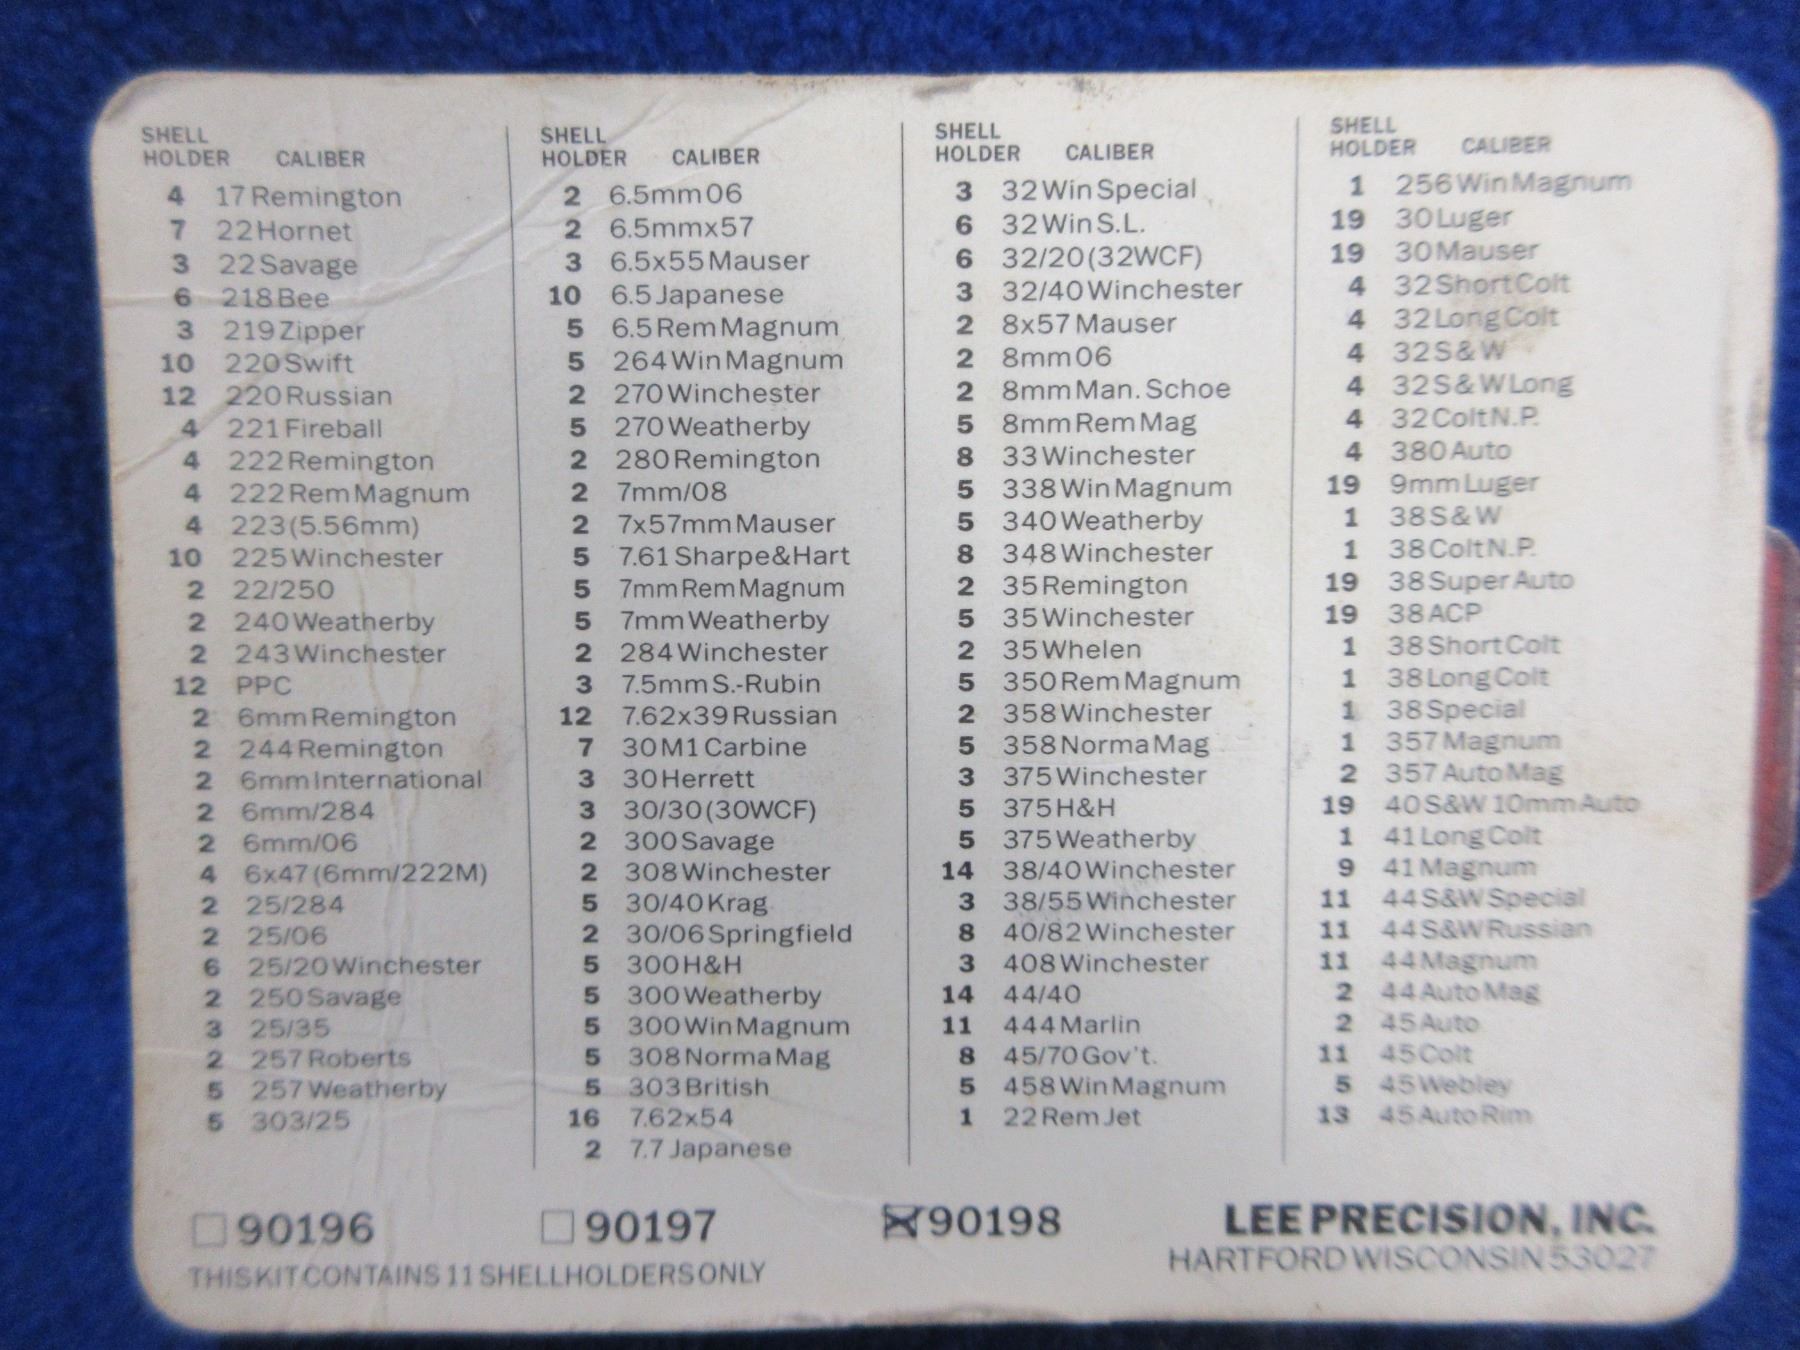 SHELL
HOLDER CALIBER
4 17 Remington
7 22 Hornet
3 22 Savage
6 218 Bee
3 219 Zipper
10 220 Swift
12 220 Russian
4 221 Fireball
4 222 Remington
4 222 Rem Magnum
4 223 (5.56mm)
10 225 Winchester
2 22/250
2 240 Weatherby
2 243 Winchester
12 PPC
2 6mm Remington
2 244 Remington
2 6mm International
2 6mm/284
2 6mm/06
4 6x47 (6mm/222M)
2 25/284
2 25/06
6 25/20 Winchester
2 250 Savage
3 25/35
2 257 Roberts
5 257 Weatherby
5 303/25
SHELL
HOLDER CALIBER
2 6.5mm 06
2 6.5mmx57
3 6.5x55 Mauser
10 6.5 Japanese
5 6.5 Rem Magnum
5 264 Win Magnum
2 270 Winchester
5 270 Weatherby
2 280 Remington
2 7mm/08
2 7x57mm Mauser
5 7.61 Sharpe&Hart
5 7mm Rem Magnum
5 7mm Weatherby
2 284 Winchester
3 7.5mm S.-Rubin
12 7.62x39 Russian
7 30 M1 Carbine
3 30 Herrett
3 30/30 (30WCF)
2 300 Savage
2 308 Winchester
5 30/40 Krag
2 30/06 Springfield
5 300 H&H
5 300 Weatherby
5 300 Win Magnum
5 308 Norma Mag
5 303 British
16 7.62x54
2 7.7 Japanese
SHELL
HOLDER CALIBER
3 32 Win Special
6 32 Win S.L.
6 32/20 (32WCF)
3 32/40 Winchester
2 8x57 Mauser
2 8mm 06
2 8mm Man. Schoe
5 8mm Rem Mag
8 33 Winchester
5 338 Win Magnum
5 340 Weatherby
8 348 Winchester
2 35 Remington
5 35 Winchester
2 35 Whelen
5 350 Rem Magnum
2 358 Winchester
5 358 Norma Mag
3 375 Winchester
5 375 H&H
5 375 Weatherby
14 38/40 Winchester
3 38/55 Winchester
8 40/82 Winchester
3 408 Winchester
14 44/40
11 444 Marlin
8 45/70 Gov't.
5 458 Win Magnum
1 22 Rem Jet
SHELL
HOLDER CALIBER
1 256 Win Magnum
19 30 Luger
19 30 Mauser
4 32 Short Colt
4 32 Long Colt
4 32 S&W
4 32 S&W Long
4 32 Colt N.P.
4 380 Auto
19 9mm Luger
1 38 S&W
1 38 Colt N.P.
19 38 Super Auto
19 38 ACP
1 38 Short Colt
1 38 Long Colt
1 38 Special
1 357 Magnum
2 357 Auto Mag
19 40 S&W 10mm Auto
1 41 Long Colt
9 41 Magnum
11 44 S&W Special
11 44 S&W Russian
11 44 Magnum
2 44 Auto Mag
2 45 Auto
11 45 Colt
5 45 Webley
13 45 Auto Rim
90196 90197 90198
THIS KIT CONTAINS 11 SHELL HOLDERS ONLY
LEE PRECISION, INC.
HARTFORD WISCONSIN 53027